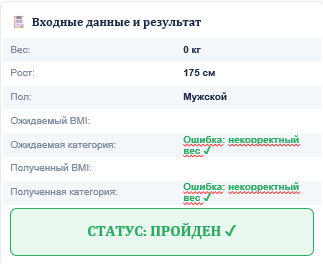 Входные данные и результат
Вес: 0 кг
Рост: 175 см
Пол: Мужской
Ожидаемый BMI:
Ожидаемая категория: Ошибка: некорректный
вес ✓
Полученный BMI:
Полученная категория: Ошибка: некорректный
вес ✓
СТАТУС: ПРОЙДЕН ✓